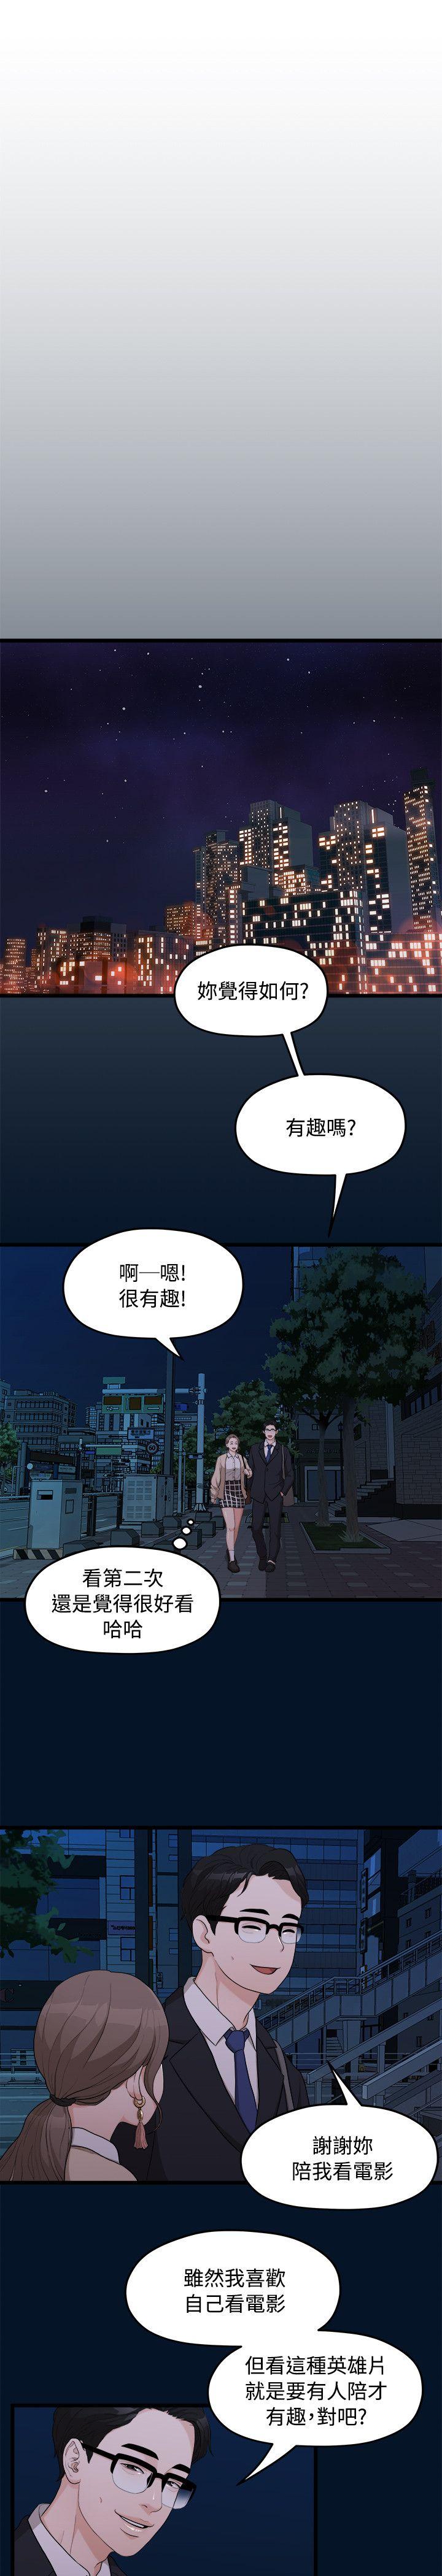 妳覺得如何?
有趣嗎?
啊─嗯!
很有趣!
看第二次
還是覺得很好看
哈哈
謝謝妳
陪我看電影
雖然我喜歡
自己看電影
但看這種英雄片
就是要有人陪才
有趣，對吧?